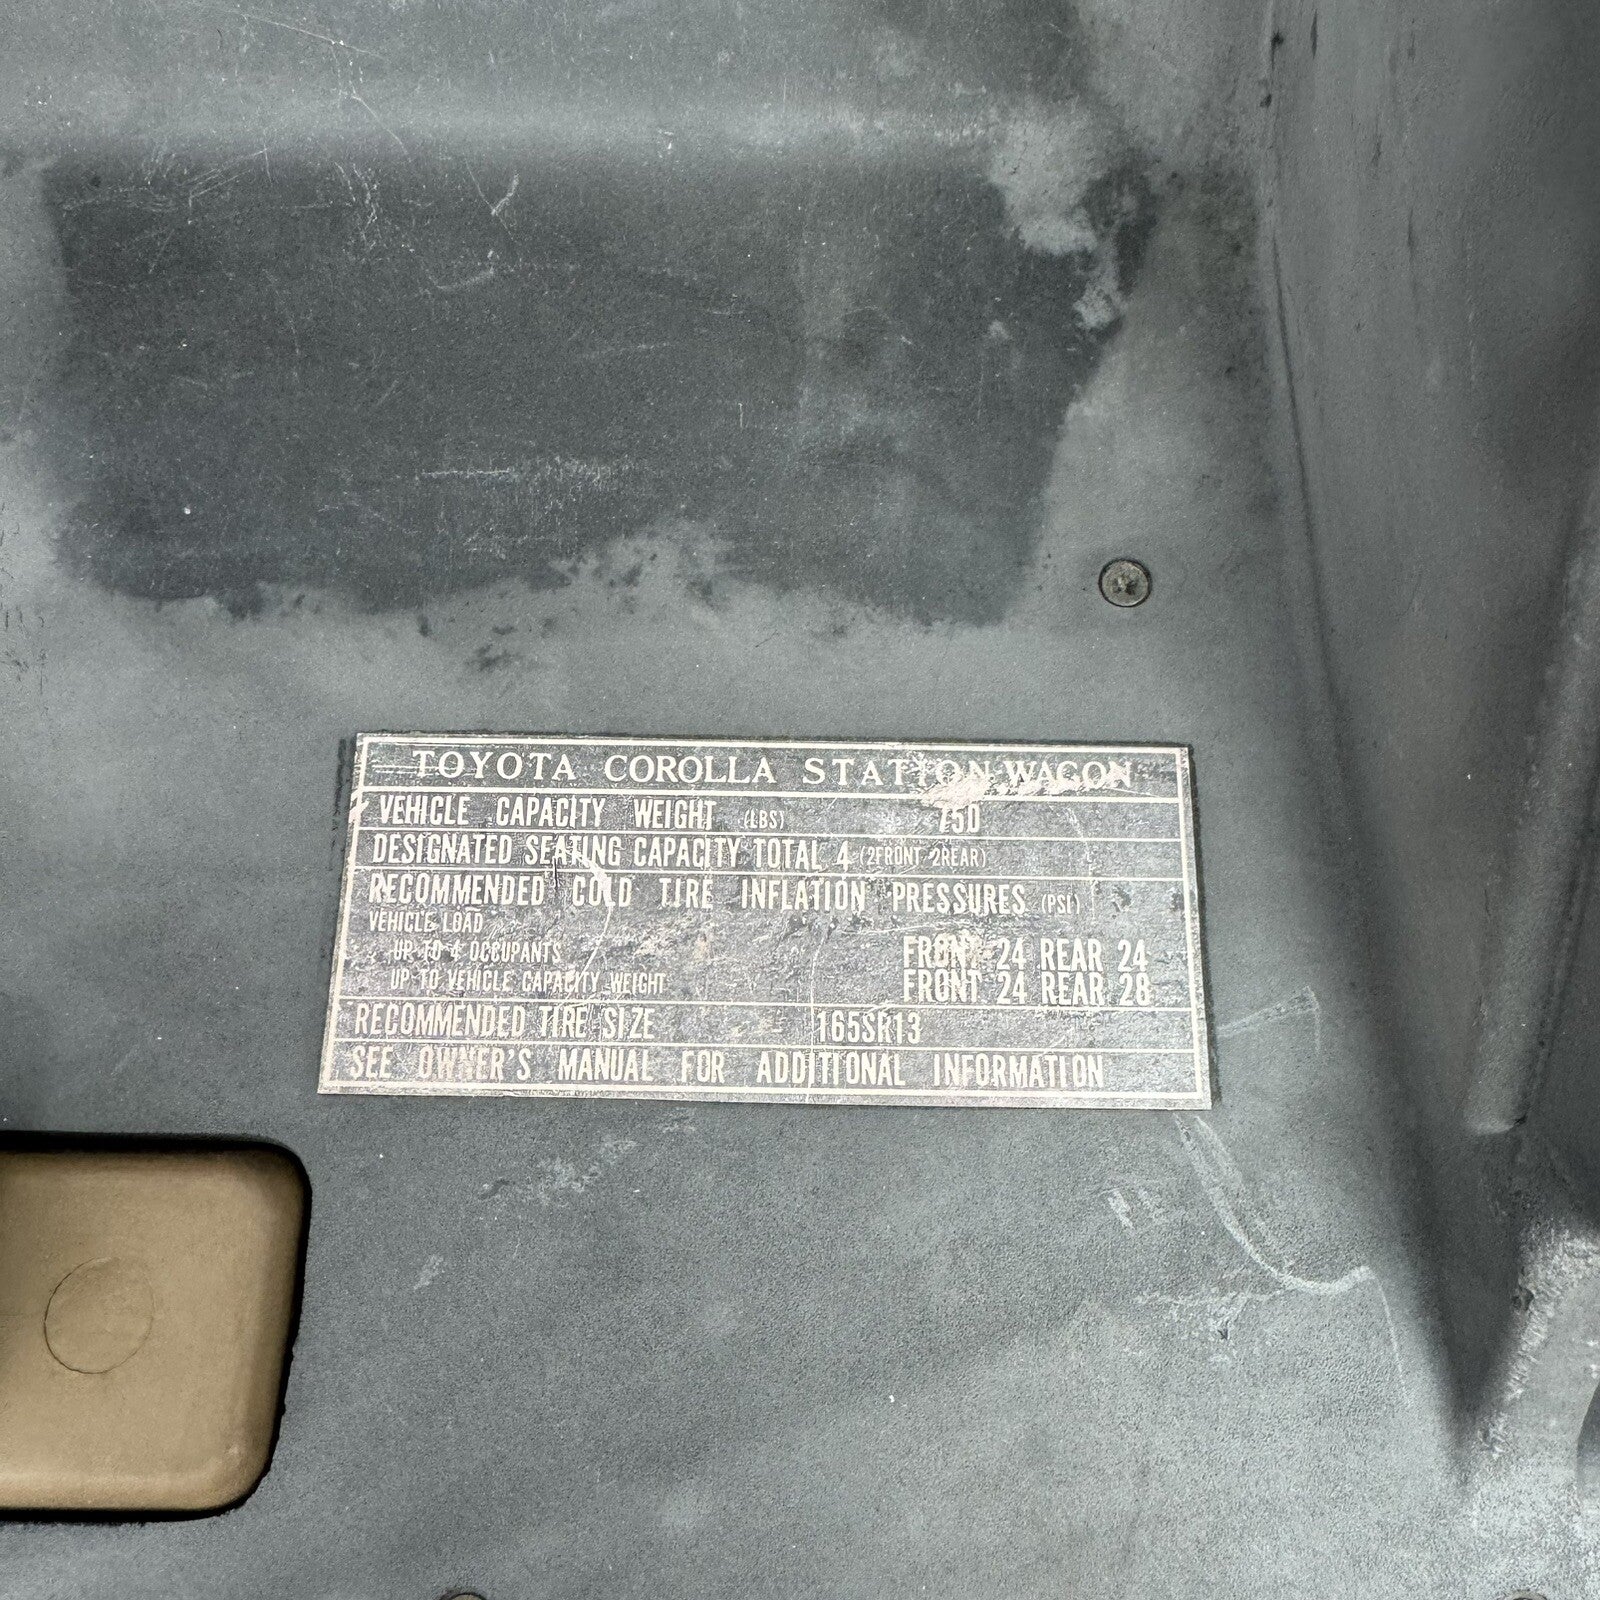 TOYOTA COROLLA STATION WAGON
VEHICLE CAPACITY WEIGHT (LBS) 750
DESIGNATED SEATING CAPACITY TOTAL 4 (2FRONT 2REAR)
RECOMMENDED COLD TIRE INFLATION PRESSURES (PSI)
VEHICLE LOAD
UP TO 4 OCCUPANTS FRONT 24 REAR 24
UP TO VEHICLE CAPACITY WEIGHT FRONT 24 REAR 28
RECOMMENDED TIRE SIZE 165SR13
SEE OWNER'S MANUAL FOR ADDITIONAL INFORMATION